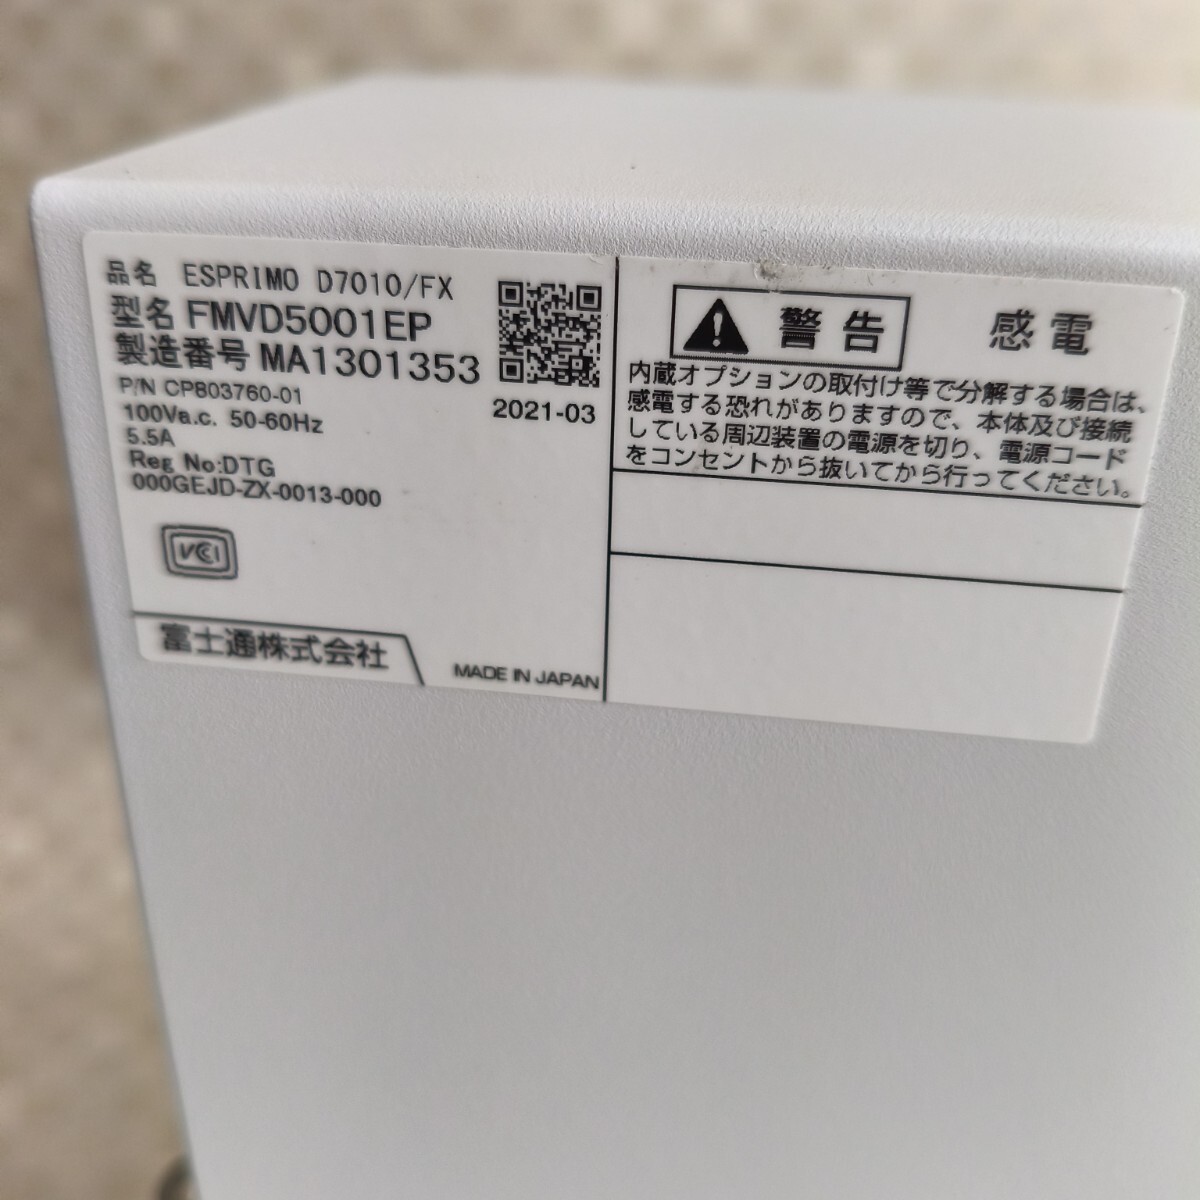 品名 ESPRIMO D7010/FX
型名 FMVD5001EP
製造番号 MA1301353
P/N CP803760-01
2021-03
100Va.c. 50-60Hz
5.5A
Reg No:DTG
000GEJD-ZX-0013-000
VCI
富士通株式会社
MADE IN JAPAN
警告 感電
内蔵オプションの取付け等で分解する場合は、
感電する恐れがありますので、本体及び接続
している周辺装置の電源を切り、電源コード
をコンセントから抜いてから行ってください。